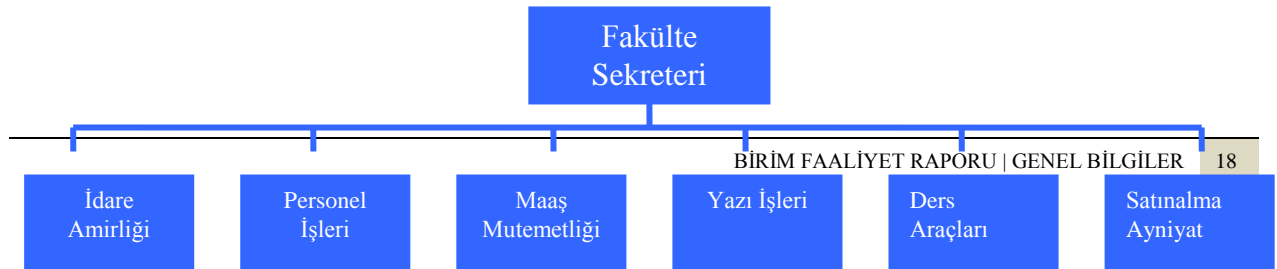 Fakülte
Sekreteri
BİRİM FAALİYET RAPORU | GENEL BİLGİLER 18
İdare
Amirliği
Personel
İşleri
Maaş
Mutemetliği
Yazı İşleri
Ders
Araçları
Satınalma
Ayniyat